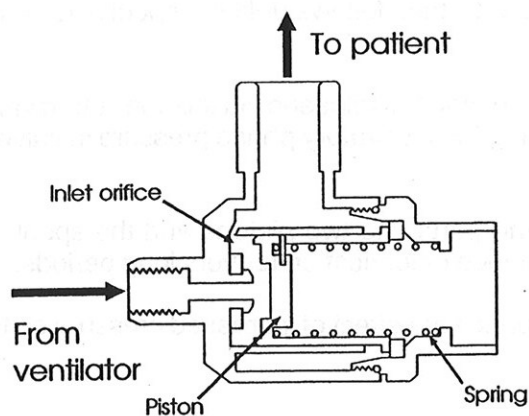 To patient
Inlet orifice
From
ventilator
Piston
Spring